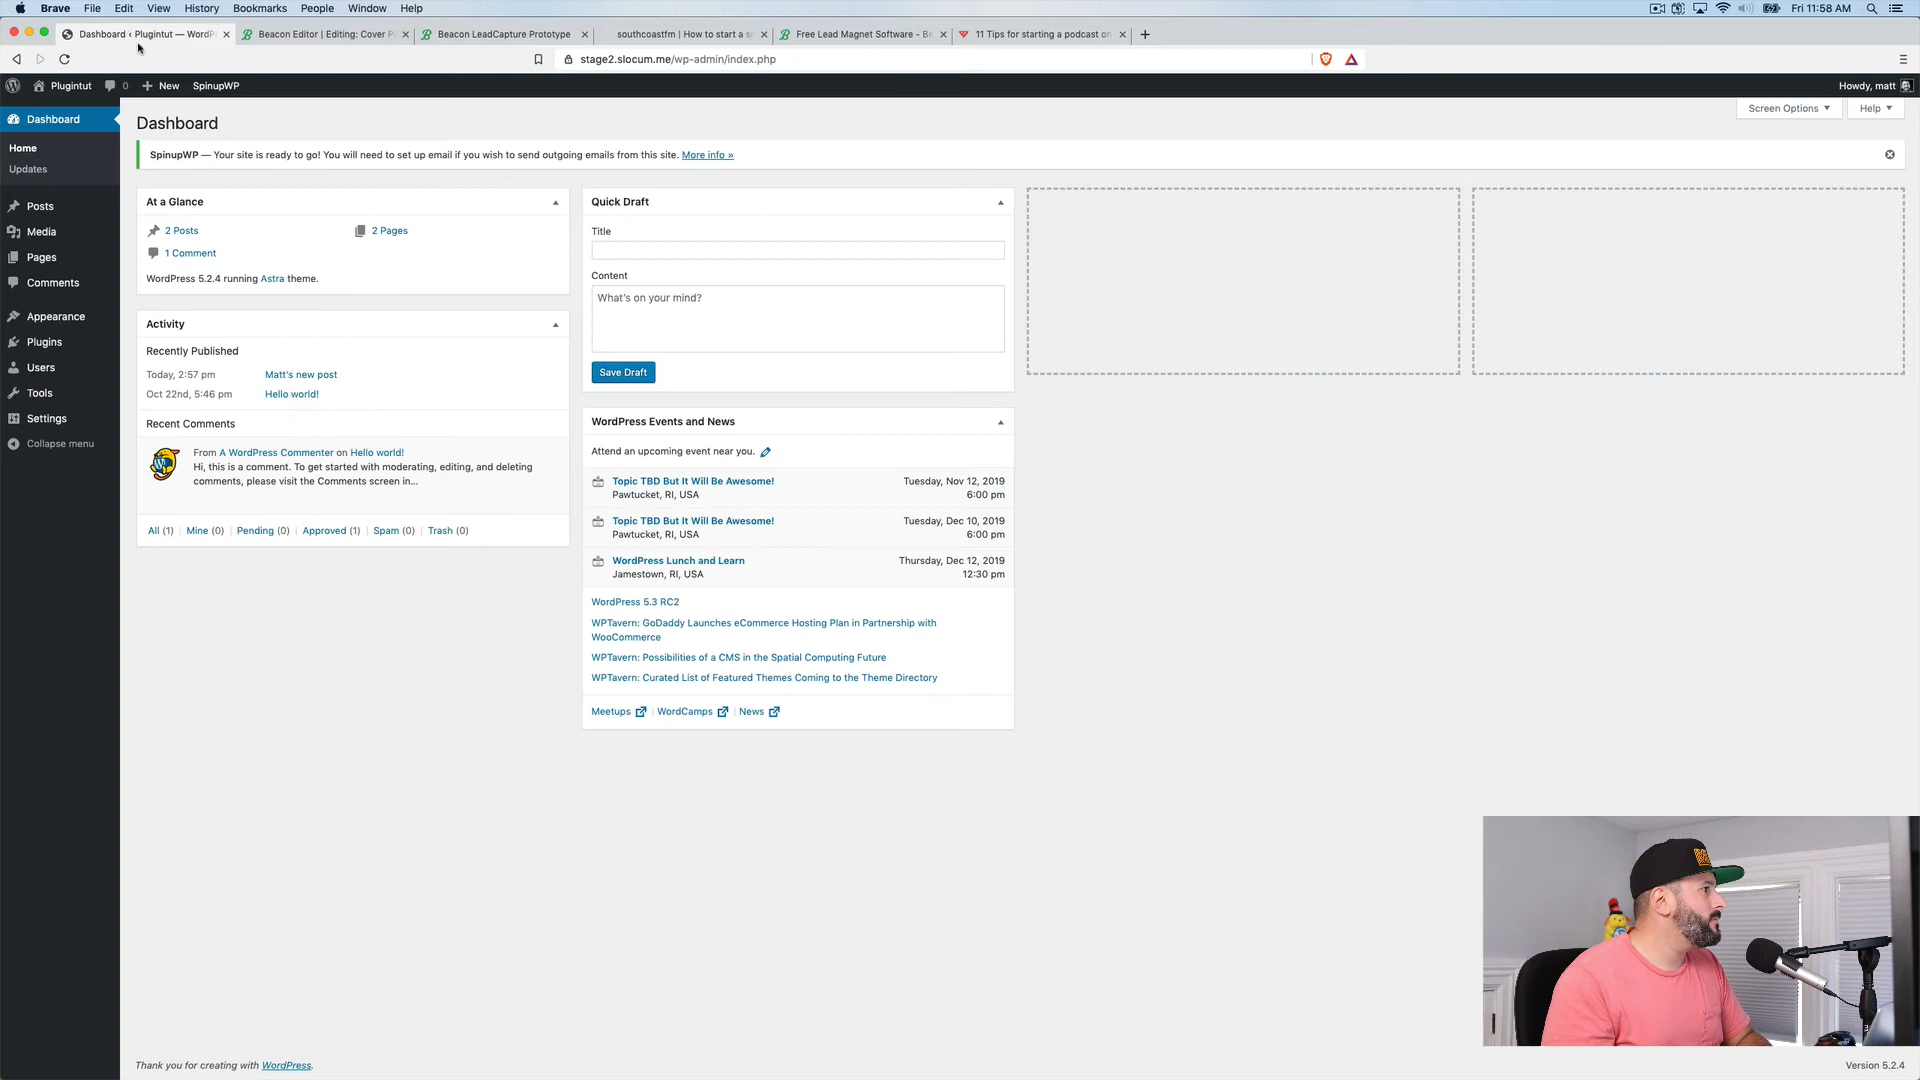 Brave File Edit View History Bookmarks People Window Help Fri 11:58 AM
Dashboard ‹ Plugintut — WordP Beacon Editor | Editing: Cover P Beacon LeadCapture Prototype southcoastfm | How to start a s Free Lead Magnet Software - Be 11 Tips for starting a podcast on
stage2.slocum.me/wp-admin/index.php
Plugintut 0 New SpinupWP Howdy, matt
Dashboard
Home
Updates
Posts
Media
Pages
Comments
Appearance
Plugins
Users
Tools
Settings
Collapse menu
Screen Options Help
Dashboard
SpinupWP — Your site is ready to go! You will need to set up email if you wish to send outgoing emails from this site. More info »
At a Glance
2 Posts 2 Pages
1 Comment
WordPress 5.2.4 running Astra theme.
Activity
Recently Published
Today, 2:57 pm Matt's new post
Oct 22nd, 5:46 pm Hello world!
Recent Comments
From A WordPress Commenter on Hello world!
Hi, this is a comment. To get started with moderating, editing, and deleting
comments, please visit the Comments screen in...
All (1) | Mine (0) | Pending (0) | Approved (1) | Spam (0) | Trash (0)
Quick Draft
Title
Content
What's on your mind?
Save Draft
WordPress Events and News
Attend an upcoming event near you.
Topic TBD But It Will Be Awesome! Tuesday, Nov 12, 2019
Pawtucket, RI, USA 6:00 pm
Topic TBD But It Will Be Awesome! Tuesday, Dec 10, 2019
Pawtucket, RI, USA 6:00 pm
WordPress Lunch and Learn Thursday, Dec 12, 2019
Jamestown, RI, USA 12:30 pm
WordPress 5.3 RC2
WPTavern: GoDaddy Launches eCommerce Hosting Plan in Partnership with
WooCommerce
WPTavern: Possibilities of a CMS in the Spatial Computing Future
WPTavern: Curated List of Featured Themes Coming to the Theme Directory
Meetups | WordCamps | News
Thank you for creating with WordPress. Version 5.2.4